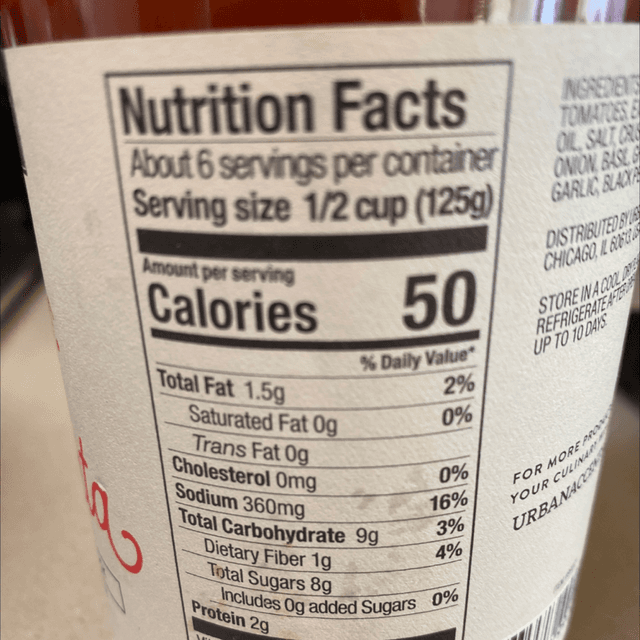 Nutrition Facts
About 6 servings per container
Serving size 1/2 cup (125g)
Amount per serving
Calories 50
% Daily Value*
Total Fat 1.5g 2%
Saturated Fat 0g 0%
Trans Fat 0g
Cholesterol 0mg 0%
Sodium 360mg 16%
Total Carbohydrate 9g 3%
Dietary Fiber 1g 4%
Total Sugars 8g
Includes 0g added Sugars 0%
Protein 2g
TOMATOES,
OIL, SALT,
ONION, BASIL,
GARLIC, BLACK
DISTRIBUTED BY
CHICAGO, IL
STORE IN A COOL
REFRIGERATE AFTER
UP TO 10 DAYS.
FOR MORE
YOUR